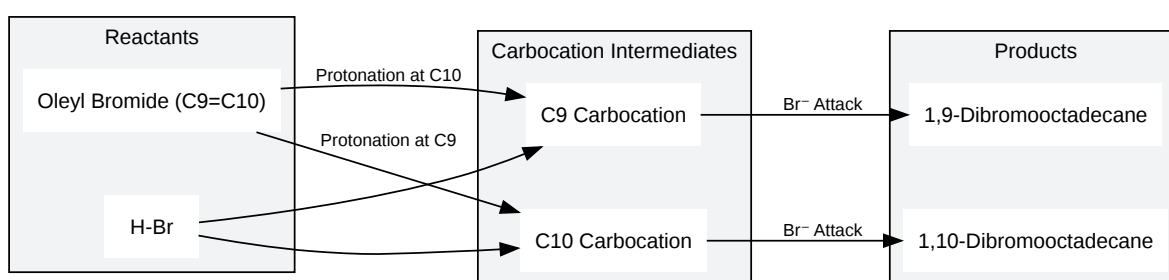 Reactants
Oleyl Bromide (C9=C10)
H-Br
Protonation at C10
Protonation at C9
Carbocation Intermediates
C9 Carbocation
C10 Carbocation
Br⁻ Attack
Br⁻ Attack
Products
1,9-Dibromooctadecane
1,10-Dibromooctadecane